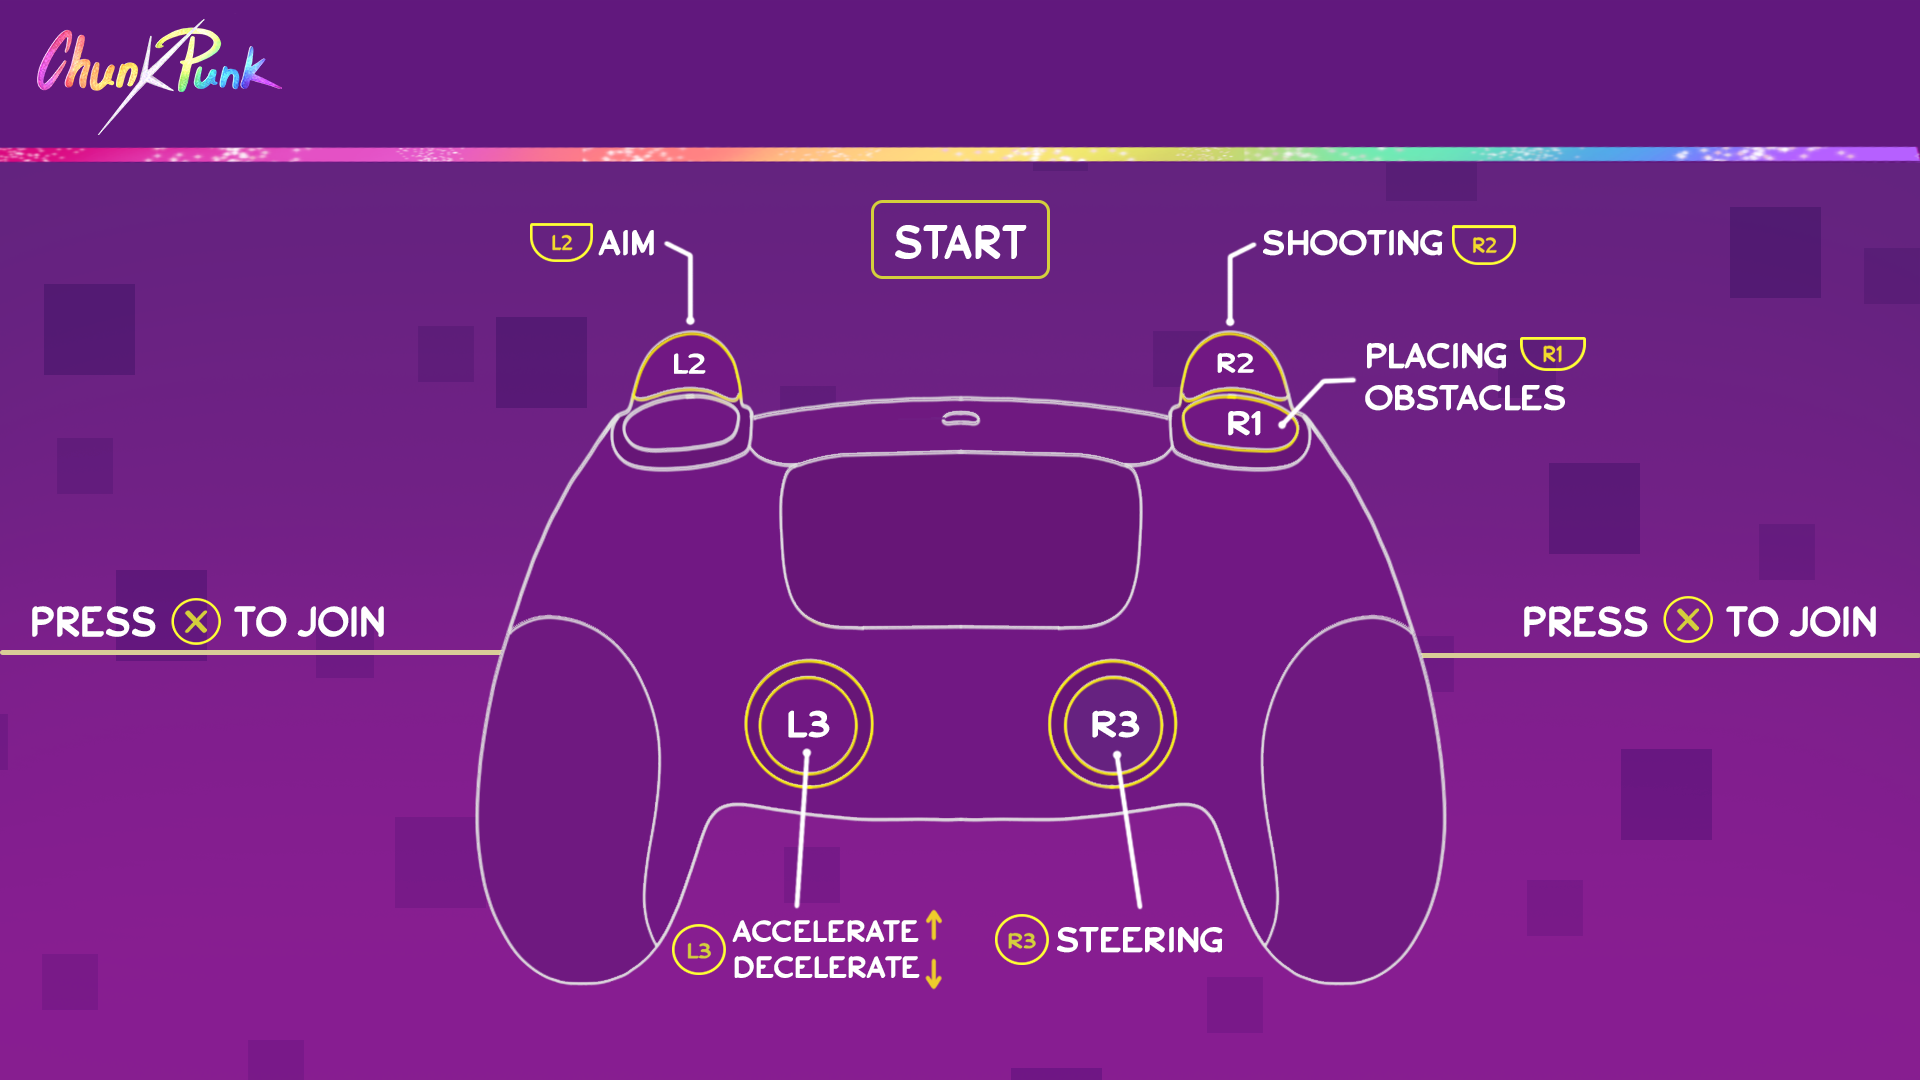 ChunkPunk
START
L2 AIM
SHOOTING R2
PLACING R1
OBSTACLES
L2
R2
R1
PRESS X TO JOIN
PRESS X TO JOIN
L3
R3
L3 ACCELERATE ↑
DECELERATE ↓
R3 STEERING